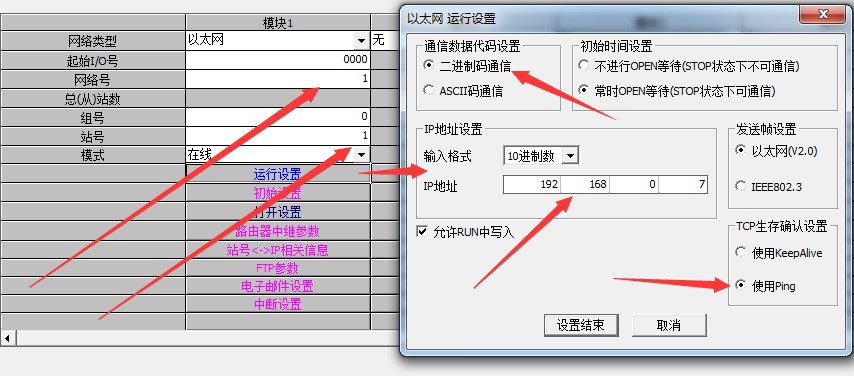 模块1
网络类型 以太网 无
起始I/O号 0000
网络号 1
总(从)站数
组号 0
站号 1
模式 在线
运行设置
初始设置
打开设置
路由器中继参数
站号<->IP相关信息
FTP参数
电子邮件设置
中断设置
以太网 运行设置
通信数据代码设置
二进制码通信
ASCII码通信
初始时间设置
不进行OPEN等待(STOP状态下不可通信)
常时OPEN等待(STOP状态下可通信)
IP地址设置
输入格式 10进制数
IP地址 192 168 0 7
发送帧设置
以太网(V2.0)
IEEE802.3
允许RUN中写入
TCP生存确认设置
使用KeepAlive
使用Ping
设置结束 取消